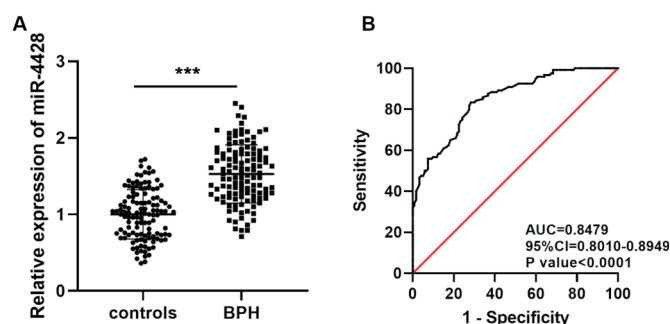 A
Relative expression of miR-4428
3
2
1
0
***
controls
BPH
B
Sensitivity
100
80
60
40
20
0
AUC=0.8479
95%CI=0.8010-0.8949
P value<0.0001
0 20 40 60 80 100
1 - Specificity